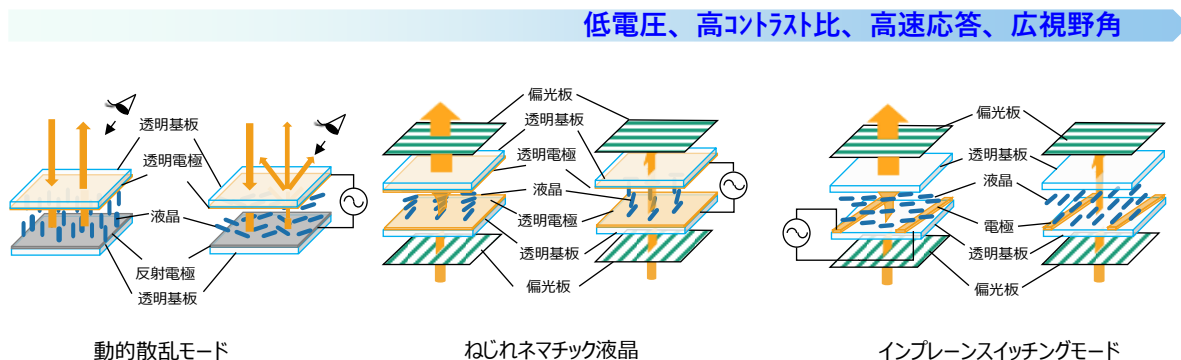 低電圧、高コントラスト比、高速応答、広視野角
透明基板
透明電極
液晶
反射電極
透明基板
動的散乱モード
偏光板
透明基板
透明電極
液晶
透明電極
透明基板
偏光板
ねじれネマチック液晶
偏光板
透明基板
液晶
電極
透明基板
偏光板
インプレーンスイッチングモード